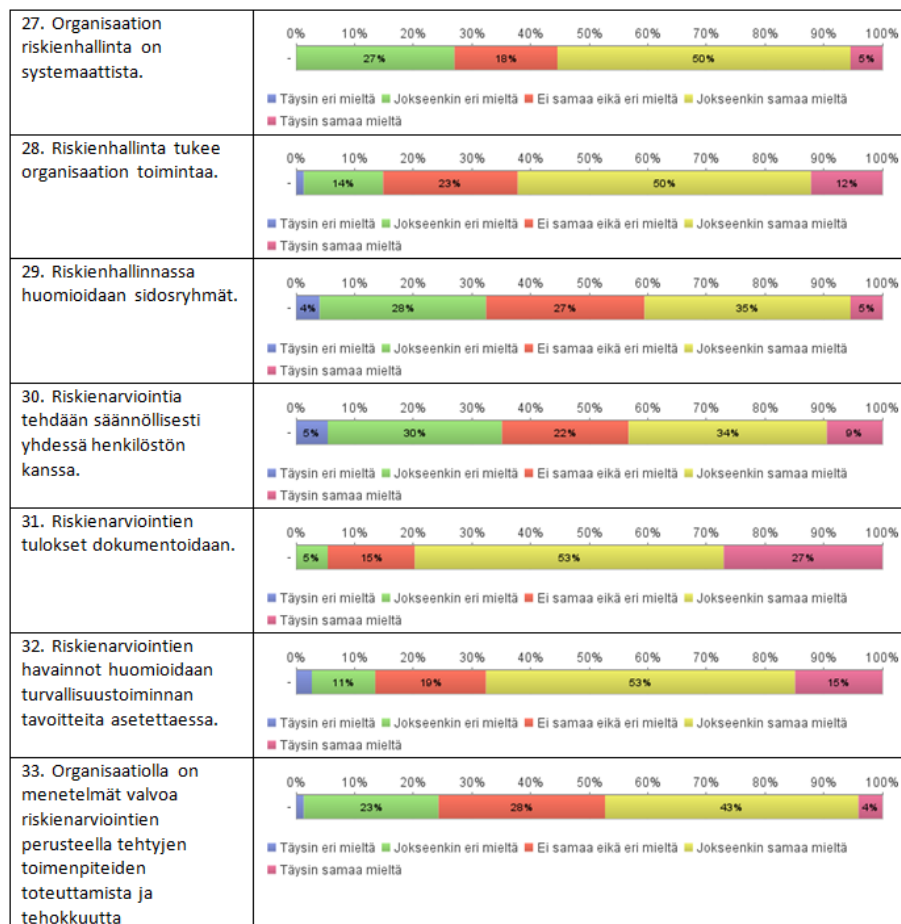 27. Organisaation
riskienhallinta on
systemaattista.
0% 10% 20% 30% 40% 50% 60% 70% 80% 90% 100%
- 27% 18% 50% 5%
Täysin eri mieltä Jokseenkin eri mieltä Ei samaa eikä eri mieltä Jokseenkin samaa mieltä
Täysin samaa mieltä
28. Riskienhallinta tukee
organisaation toimintaa.
0% 10% 20% 30% 40% 50% 60% 70% 80% 90% 100%
- 14% 23% 50% 12%
Täysin eri mieltä Jokseenkin eri mieltä Ei samaa eikä eri mieltä Jokseenkin samaa mieltä
Täysin samaa mieltä
29. Riskienhallinnassa
huomioidaan sidosryhmät.
0% 10% 20% 30% 40% 50% 60% 70% 80% 90% 100%
- 4% 28% 27% 35% 5%
Täysin eri mieltä Jokseenkin eri mieltä Ei samaa eikä eri mieltä Jokseenkin samaa mieltä
Täysin samaa mieltä
30. Riskienarviointia
tehdään säännöllisesti
yhdessä henkilöstön
kanssa.
0% 10% 20% 30% 40% 50% 60% 70% 80% 90% 100%
- 5% 30% 22% 34% 9%
Täysin eri mieltä Jokseenkin eri mieltä Ei samaa eikä eri mieltä Jokseenkin samaa mieltä
Täysin samaa mieltä
31. Riskienarviointien
tulokset dokumentoidaan.
0% 10% 20% 30% 40% 50% 60% 70% 80% 90% 100%
- 5% 15% 53% 27%
Täysin eri mieltä Jokseenkin eri mieltä Ei samaa eikä eri mieltä Jokseenkin samaa mieltä
Täysin samaa mieltä
32. Riskienarviointien
havainnot huomioidaan
turvallisuustoiminnan
tavoitteita asetettaessa.
0% 10% 20% 30% 40% 50% 60% 70% 80% 90% 100%
- 11% 19% 53% 15%
Täysin eri mieltä Jokseenkin eri mieltä Ei samaa eikä eri mieltä Jokseenkin samaa mieltä
Täysin samaa mieltä
33. Organisaatiolla on
menetelmät valvoa
riskienarviointien
perusteella tehtyjen
toimenpiteiden
toteuttamista ja
tehokkuutta
0% 10% 20% 30% 40% 50% 60% 70% 80% 90% 100%
- 23% 28% 43% 4%
Täysin eri mieltä Jokseenkin eri mieltä Ei samaa eikä eri mieltä Jokseenkin samaa mieltä
Täysin samaa mieltä